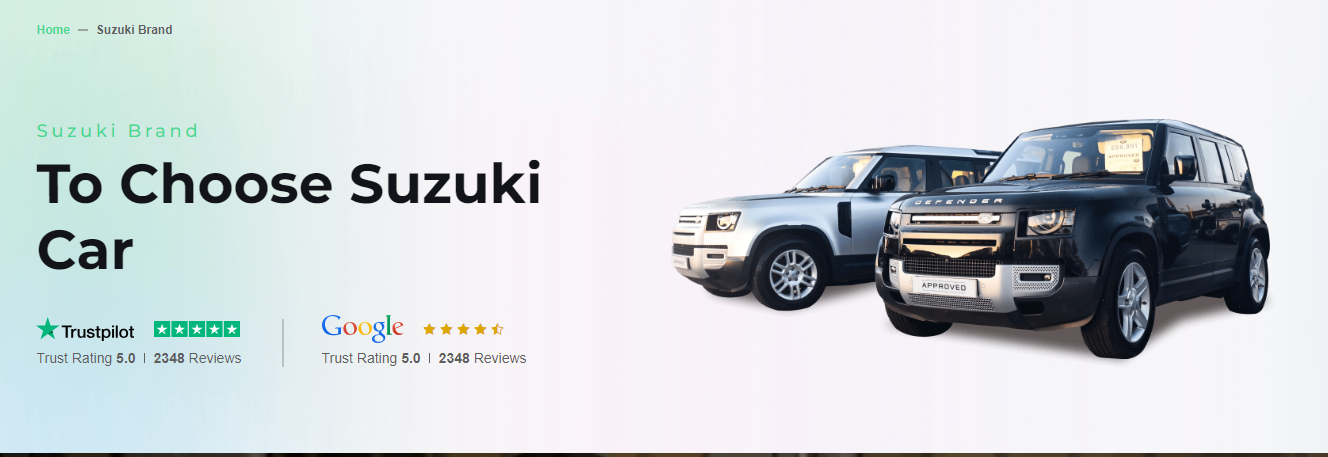 Home — Suzuki Brand
Suzuki Brand
To Choose Suzuki
Car
Trustpilot
Trust Rating 5.0 | 2348 Reviews
Google
Trust Rating 5.0 | 2348 Reviews
DEFENDER
APPROVED
APPROVED